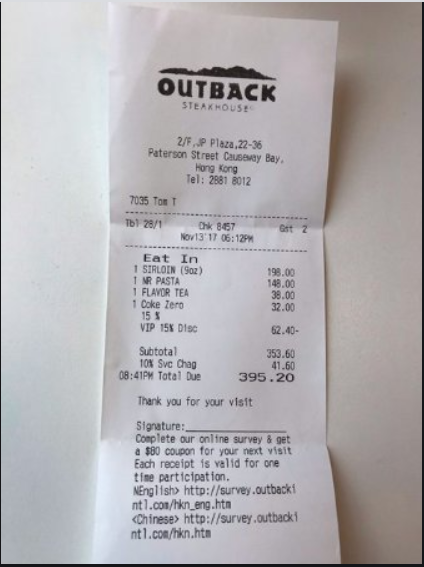 OUTBACK
STEAKHOUSE
2/F,JP Plaza,22-36
Paterson Street Causeway Bay,
Hong Kong
Tel: 2881 8012
7035 Tom T
Tbl 28/1 Chk 8457 Gst 2
Nov13'17 06:12PM
Eat In
1 SIRLOIN (9oz) 198.00
1 NR PASTA 148.00
1 FLAVOR TEA 38.00
1 Coke Zero 32.00
15 %
VIP 15% Disc 62.40-
Subtotal 353.60
10% Svc Chag 41.60
08:41PM Total Due 395.20
Thank you for your visit
Signature:
Complete our online survey & get
a $80 coupon for your next visit
Each receipt is valid for one
time participation.
NEnglish> http://survey.outbacki
ntl.com/hkn_eng.htm
<Chinese> http://survey.outbacki
ntl.com/hkn.htm